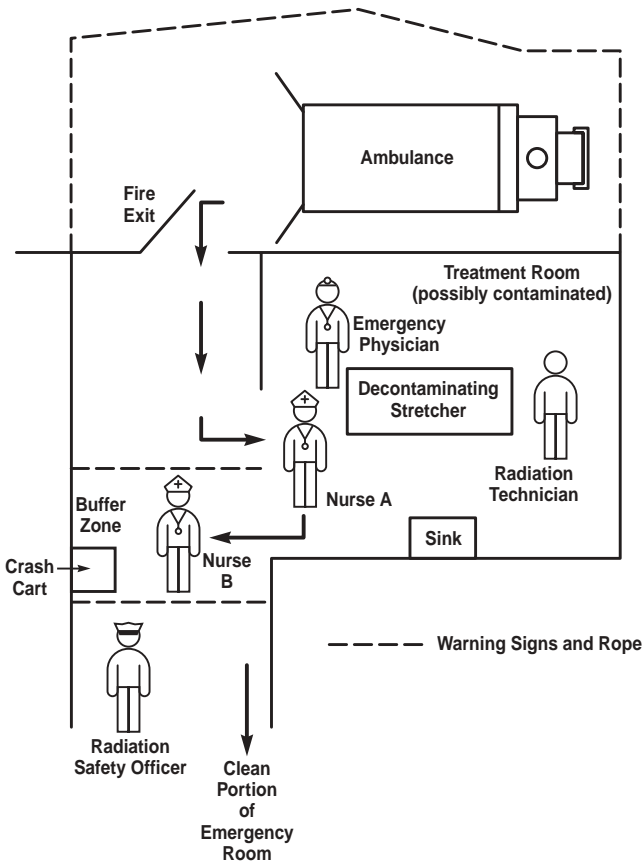 Ambulance
Fire
Exit
Treatment Room
(possibly contaminated)
Emergency
Physician
Decontaminating
Stretcher
Radiation
Technician
Nurse A
Buffer
Zone
Nurse
B
Sink
Crash
Cart
Warning Signs and Rope
Radiation
Safety Officer
Clean
Portion
of
Emergency
Room